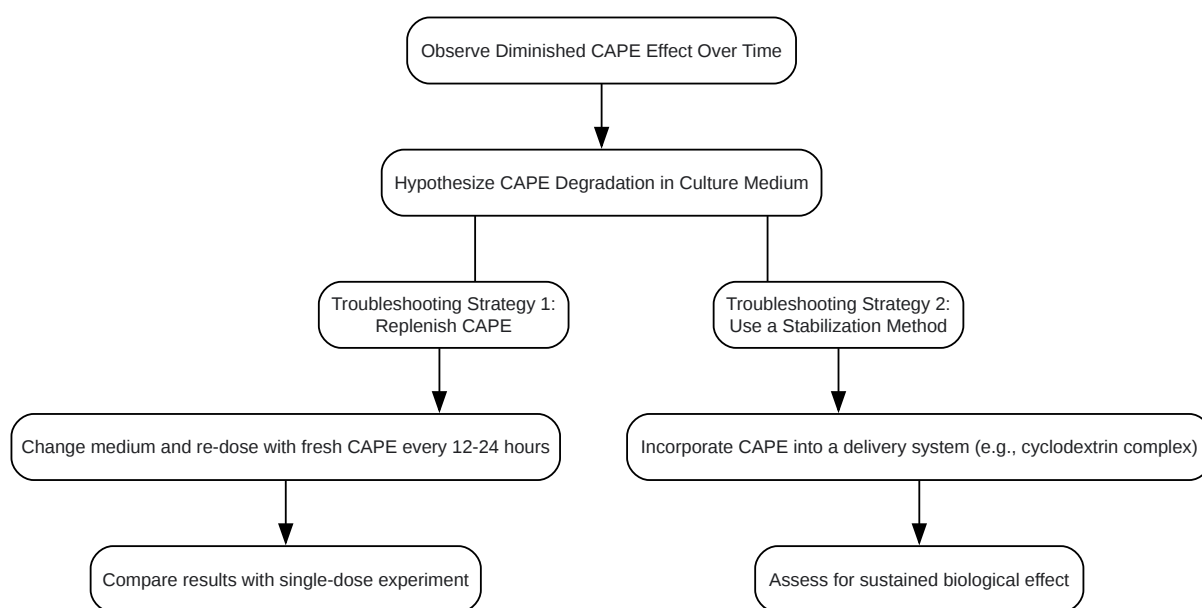 Observe Diminished CAPE Effect Over Time
Hypothesize CAPE Degradation in Culture Medium
Troubleshooting Strategy 1:
Replenish CAPE
Troubleshooting Strategy 2:
Use a Stabilization Method
Change medium and re-dose with fresh CAPE every 12-24 hours
Incorporate CAPE into a delivery system (e.g., cyclodextrin complex)
Compare results with single-dose experiment
Assess for sustained biological effect